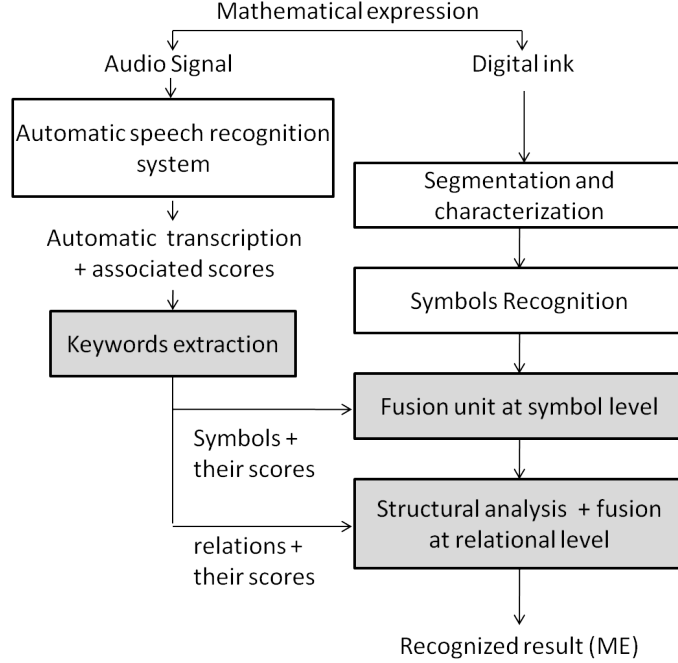 Mathematical expression
Audio Signal
Digital ink
Automatic speech recognition
system
Segmentation and
characterization
Automatic transcription
+ associated scores
Symbols Recognition
Keywords extraction
Fusion unit at symbol level
Symbols +
their scores
Structural analysis + fusion
at relational level
relations +
their scores
Recognized result (ME)